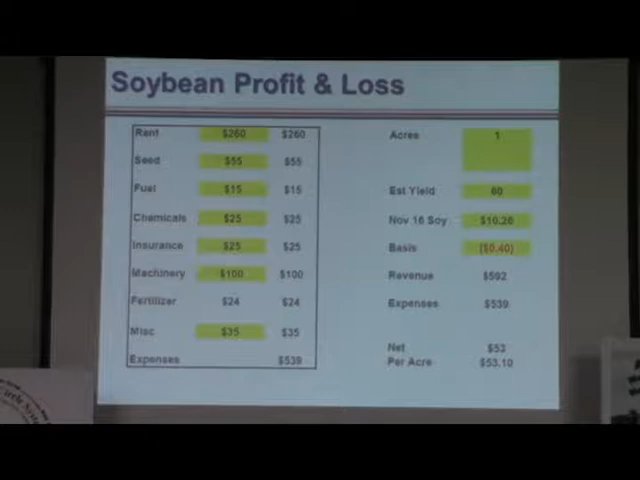 Soybean Profit & Loss
Rent $260 $260
Seed $55 $55
Fuel $15 $15
Chemicals $25 $25
Insurance $25 $25
Machinery $100 $100
Fertilizer $24 $24
Misc $35 $35
Expenses $539
Acres 1
Est Yield 60
Nov 16 Soy $10.26
Basis ($0.40)
Revenue $592
Expenses $539
Net $53
Per Acre $53.10